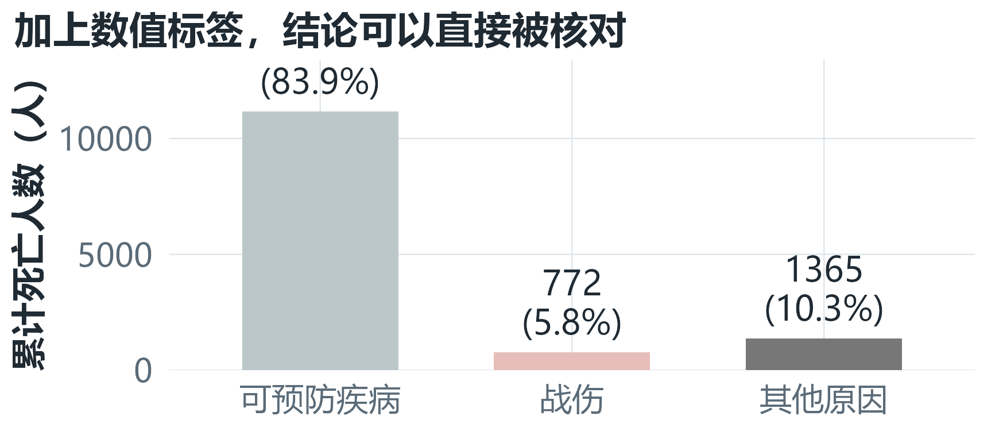 加上数值标签，结论可以直接被核对
累计死亡人数（人）
10000
5000
0
(83.9%)
772
(5.8%)
1365
(10.3%)
可预防疾病
战伤
其他原因